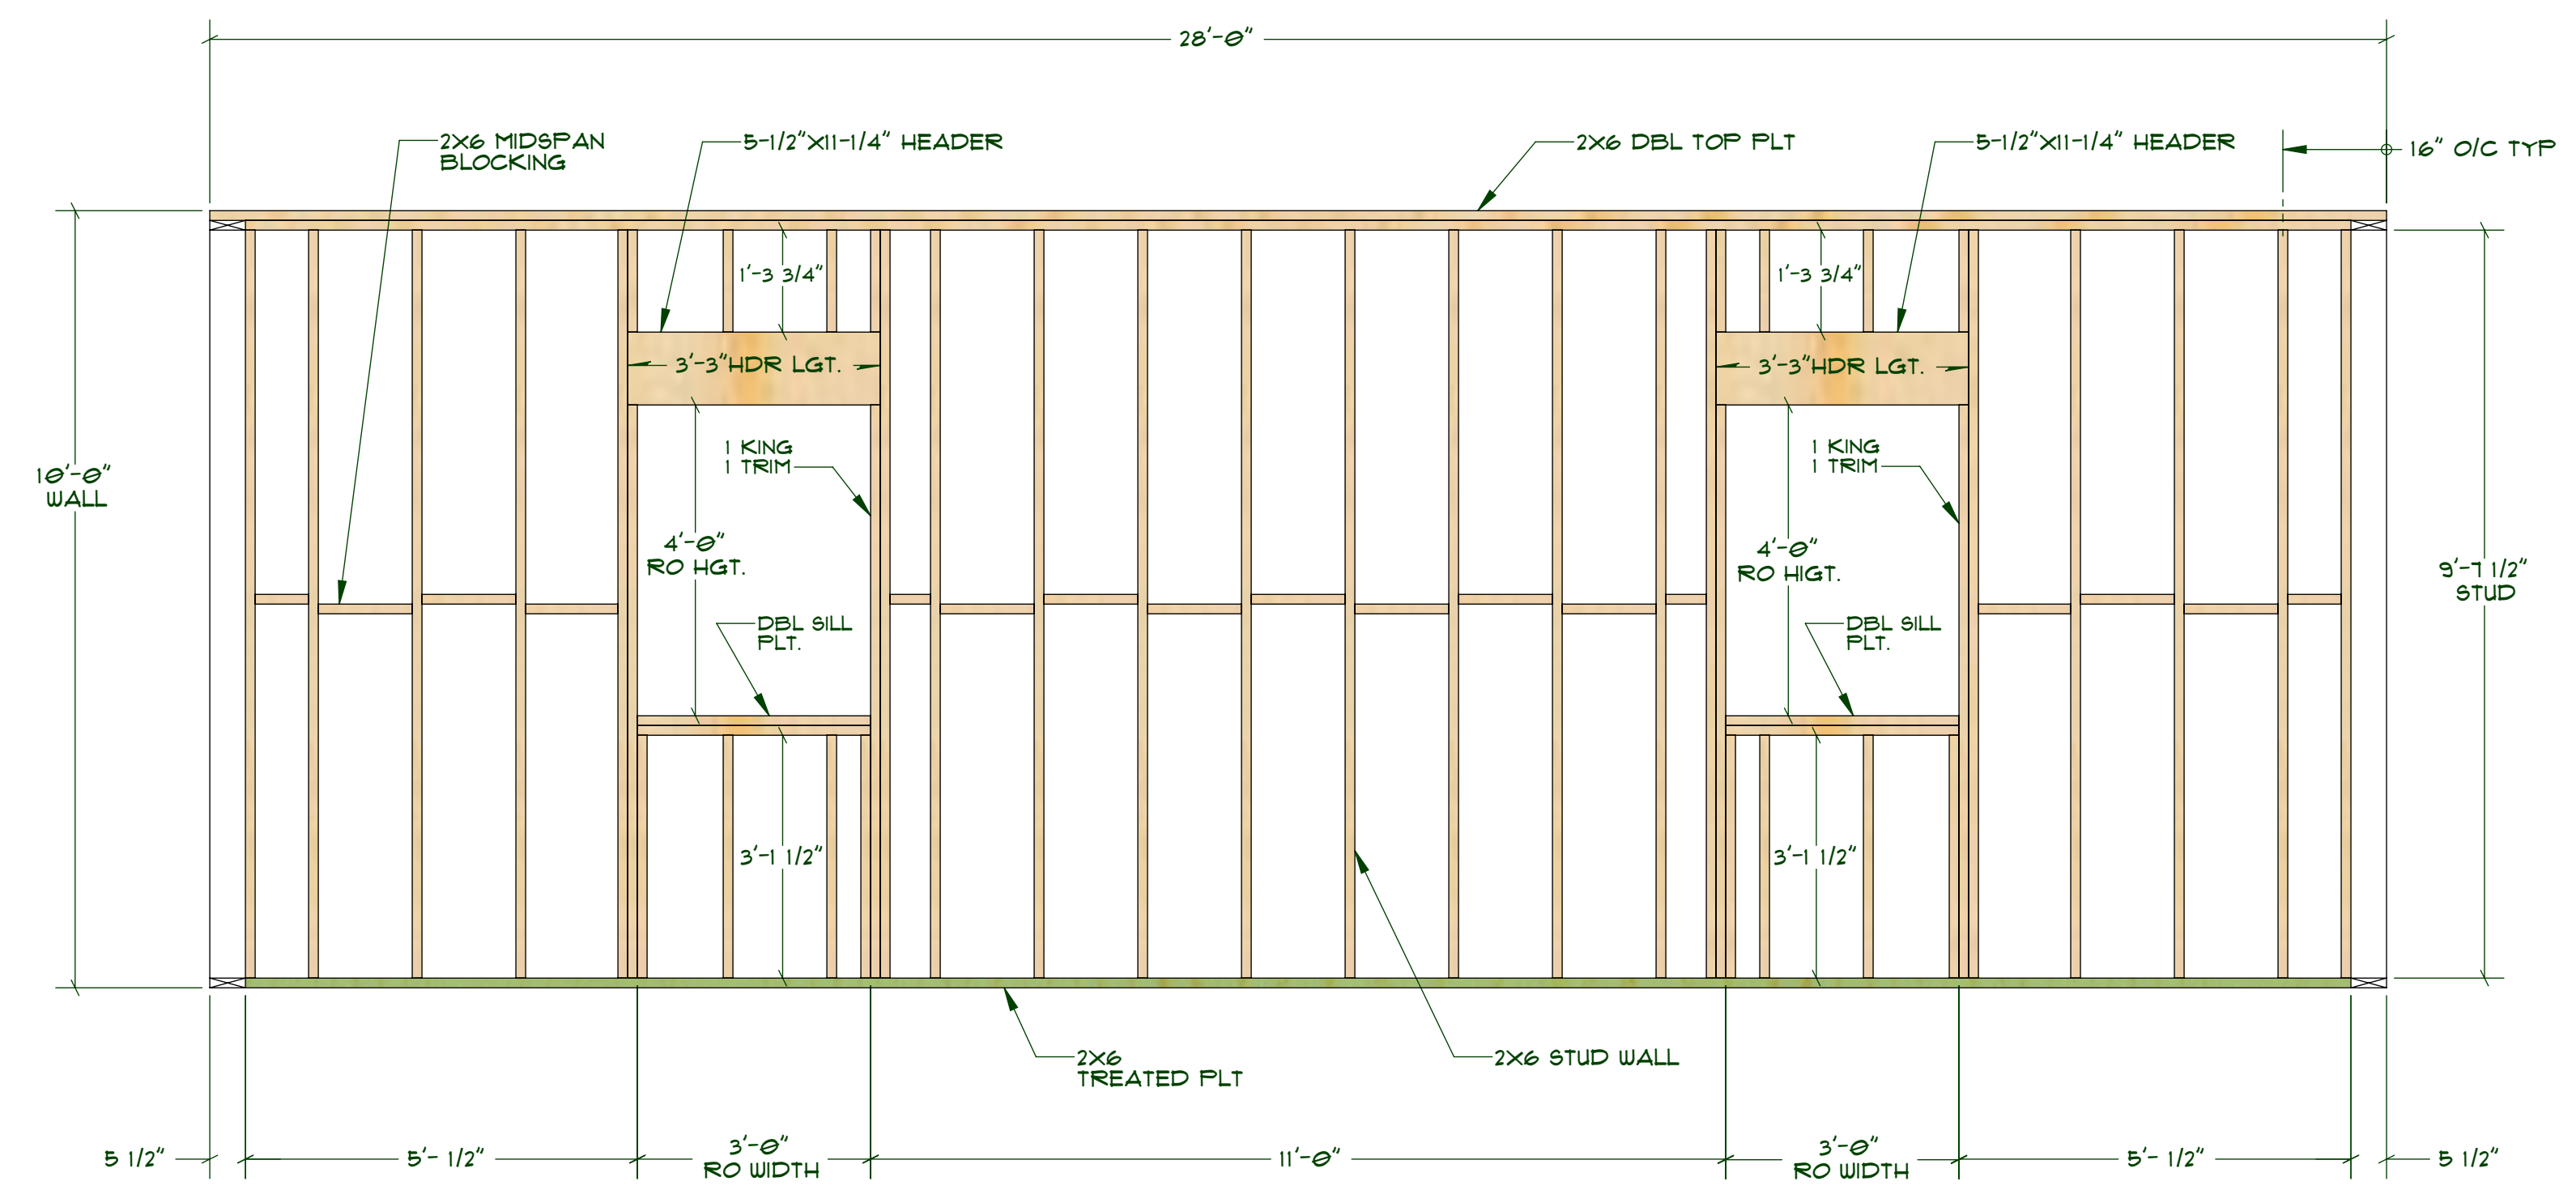 28'-0"
2X6 MIDSPAN
BLOCKING
5-1/2"X11-1/4" HEADER
2X6 DBL TOP PLT
5-1/2"X11-1/4" HEADER
16" O/C TYP
1'-3 3/4"
1'-3 3/4"
3'-3"HDR LGT.
3'-3"HDR LGT.
1 KING
1 TRIM
1 KING
1 TRIM
10'-0"
WALL
4'-0"
RO HGT.
4'-0"
RO HIGT.
9'-7 1/2"
STUD
DBL SILL
PLT.
DBL SILL
PLT.
3'-1 1/2"
3'-1 1/2"
2X6
TREATED PLT
2X6 STUD WALL
5 1/2"
5'- 1/2"
3'-0"
RO WIDTH
11'-0"
3'-0"
RO WIDTH
5'- 1/2"
5 1/2"